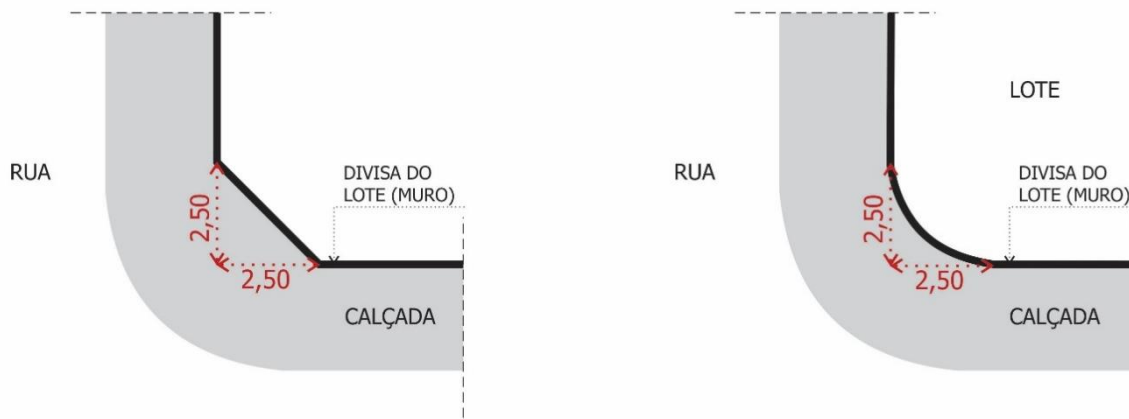 RUA
DIVISA DO
LOTE (MURO)
2,50
2,50
CALÇADA
LOTE
RUA
DIVISA DO
LOTE (MURO)
2,50
2,50
CALÇADA